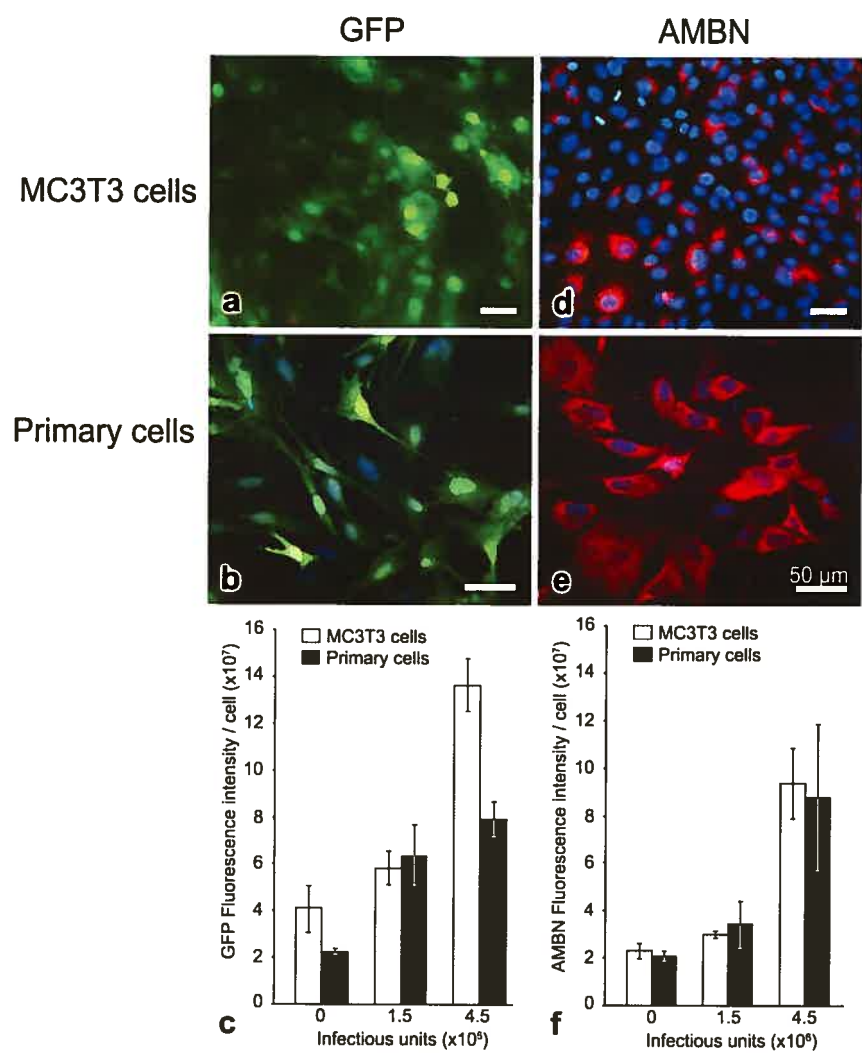 GFP
AMBN
MC3T3 cells
a
d
Primary cells
b
e
50 µm
16
14
12
10
8
6
4
2
0
GFP Fluorescence intensity / cell (x10⁷)
MC3T3 cells
Primary cells
0 1.5 4.5
Infectious units (x10⁶)
c
16
14
12
10
8
6
4
2
0
AMBN Fluorescence intensity / cell (x10⁷)
MC3T3 cells
Primary cells
0 1.5 4.5
Infectious units (x10⁶)
f